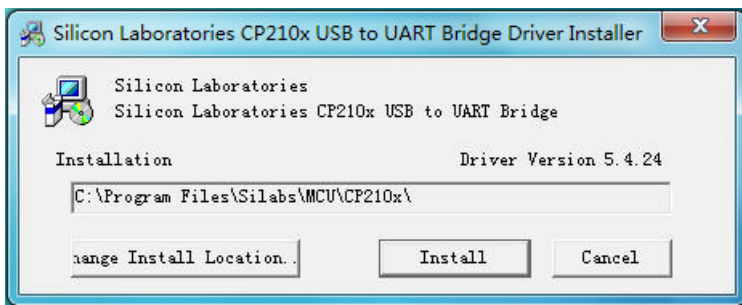 Silicon Laboratories CP210x USB to UART Bridge Driver Installer
Silicon Laboratories
Silicon Laboratories CP210x USB to UART Bridge
Installation Driver Version 5.4.24
C:\Program Files\Silabs\MCU\CP210x\
hange Install Location.. Install Cancel